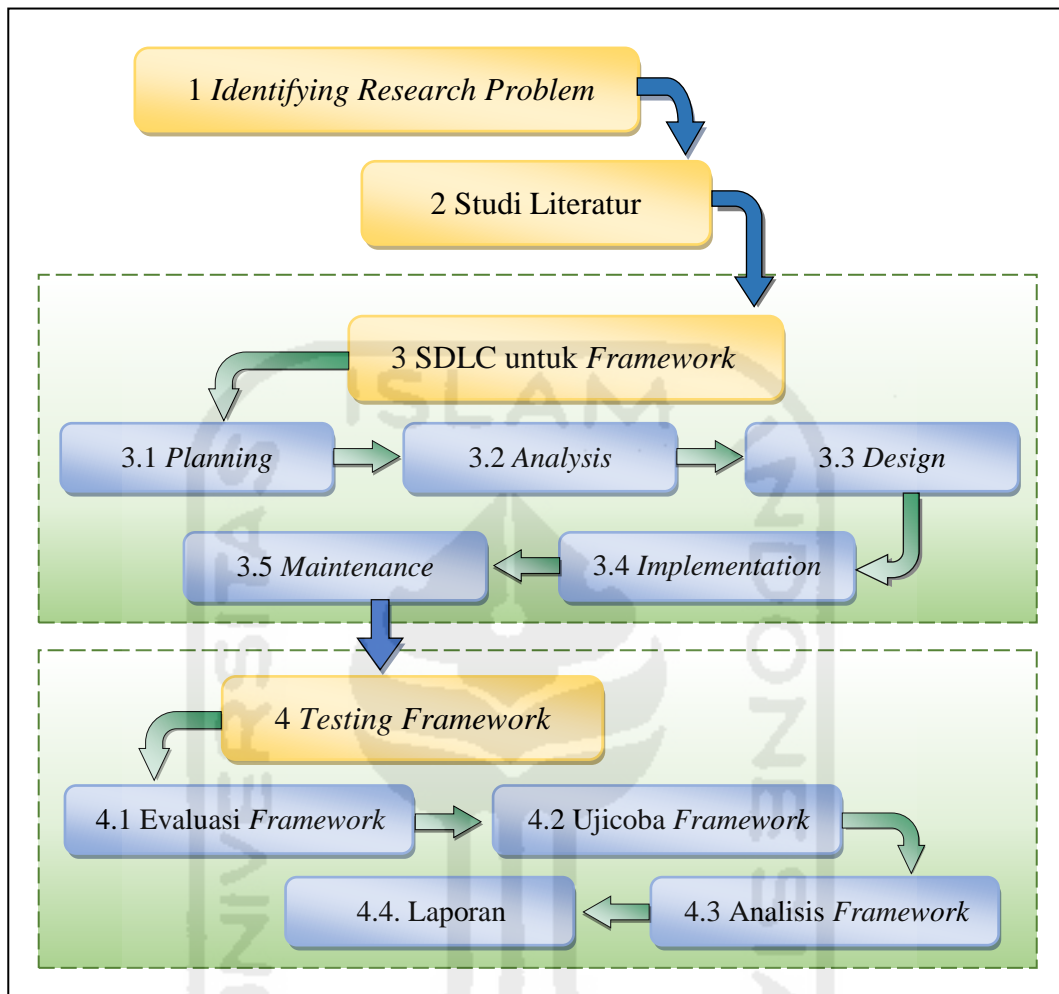 1 Identifying Research Problem
2 Studi Literatur
3 SDLC untuk Framework
3.1 Planning
3.2 Analysis
3.3 Design
3.4 Implementation
3.5 Maintenance
4 Testing Framework
4.1 Evaluasi Framework
4.2 Ujicoba Framework
4.3 Analisis Framework
4.4. Laporan
UNIVERSITAS
ISLAM